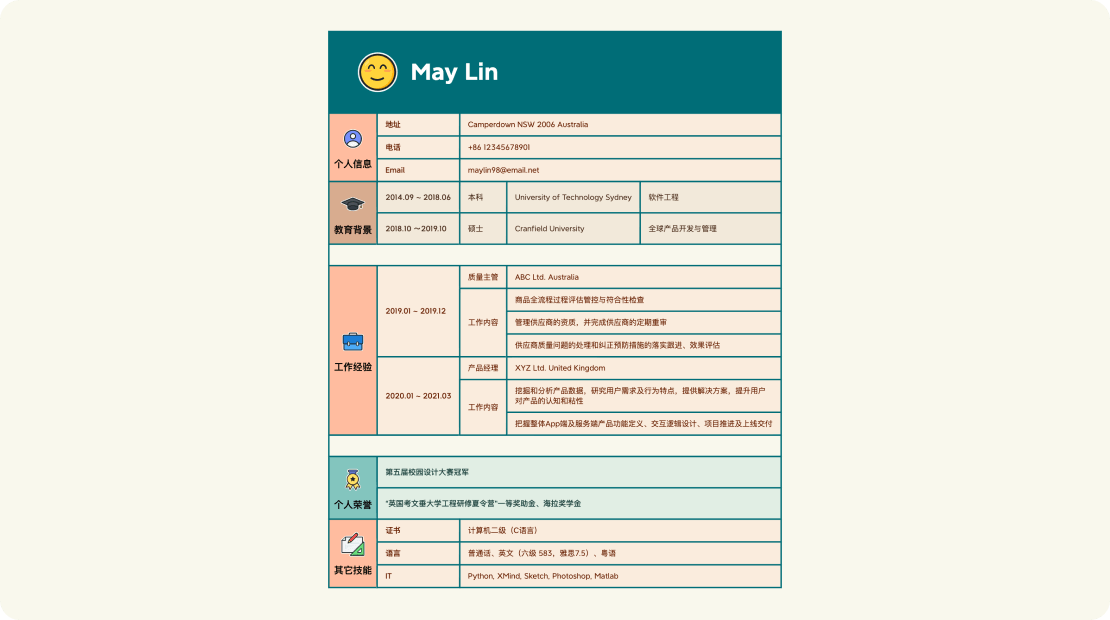 May Lin
个人信息
地址
Camperdown NSW 2006 Australia
电话
+86 12345678901
Email
maylin98@email.net
教育背景
2014.09 ~ 2018.06
本科
University of Technology Sydney
软件工程
2018.10 ～2019.10
硕士
Cranfield University
全球产品开发与管理
工作经验
2019.01 ~ 2019.12
质量主管
ABC Ltd. Australia
工作内容
商品全流程过程评估管控与符合性检查
管理供应商的资质，并完成供应商的定期重审
供应商质量问题的处理和纠正预防措施的落实跟进、效果评估
2020.01 ~ 2021.03
产品经理
XYZ Ltd. United Kingdom
工作内容
挖掘和分析产品数据，研究用户需求及行为特点，提供解决方案，提升用户
对产品的认知和粘性
把握整体App端及服务端产品功能定义、交互逻辑设计、项目推进及上线交付
个人荣誉
第五届校园设计大赛冠军
“英国考文垂大学工程研修夏令营”一等奖助金、海拉奖学金
其它技能
证书
计算机二级（C语言）
语言
普通话、英文（六级 583，雅思7.5）、粤语
IT
Python, XMind, Sketch, Photoshop, Matlab